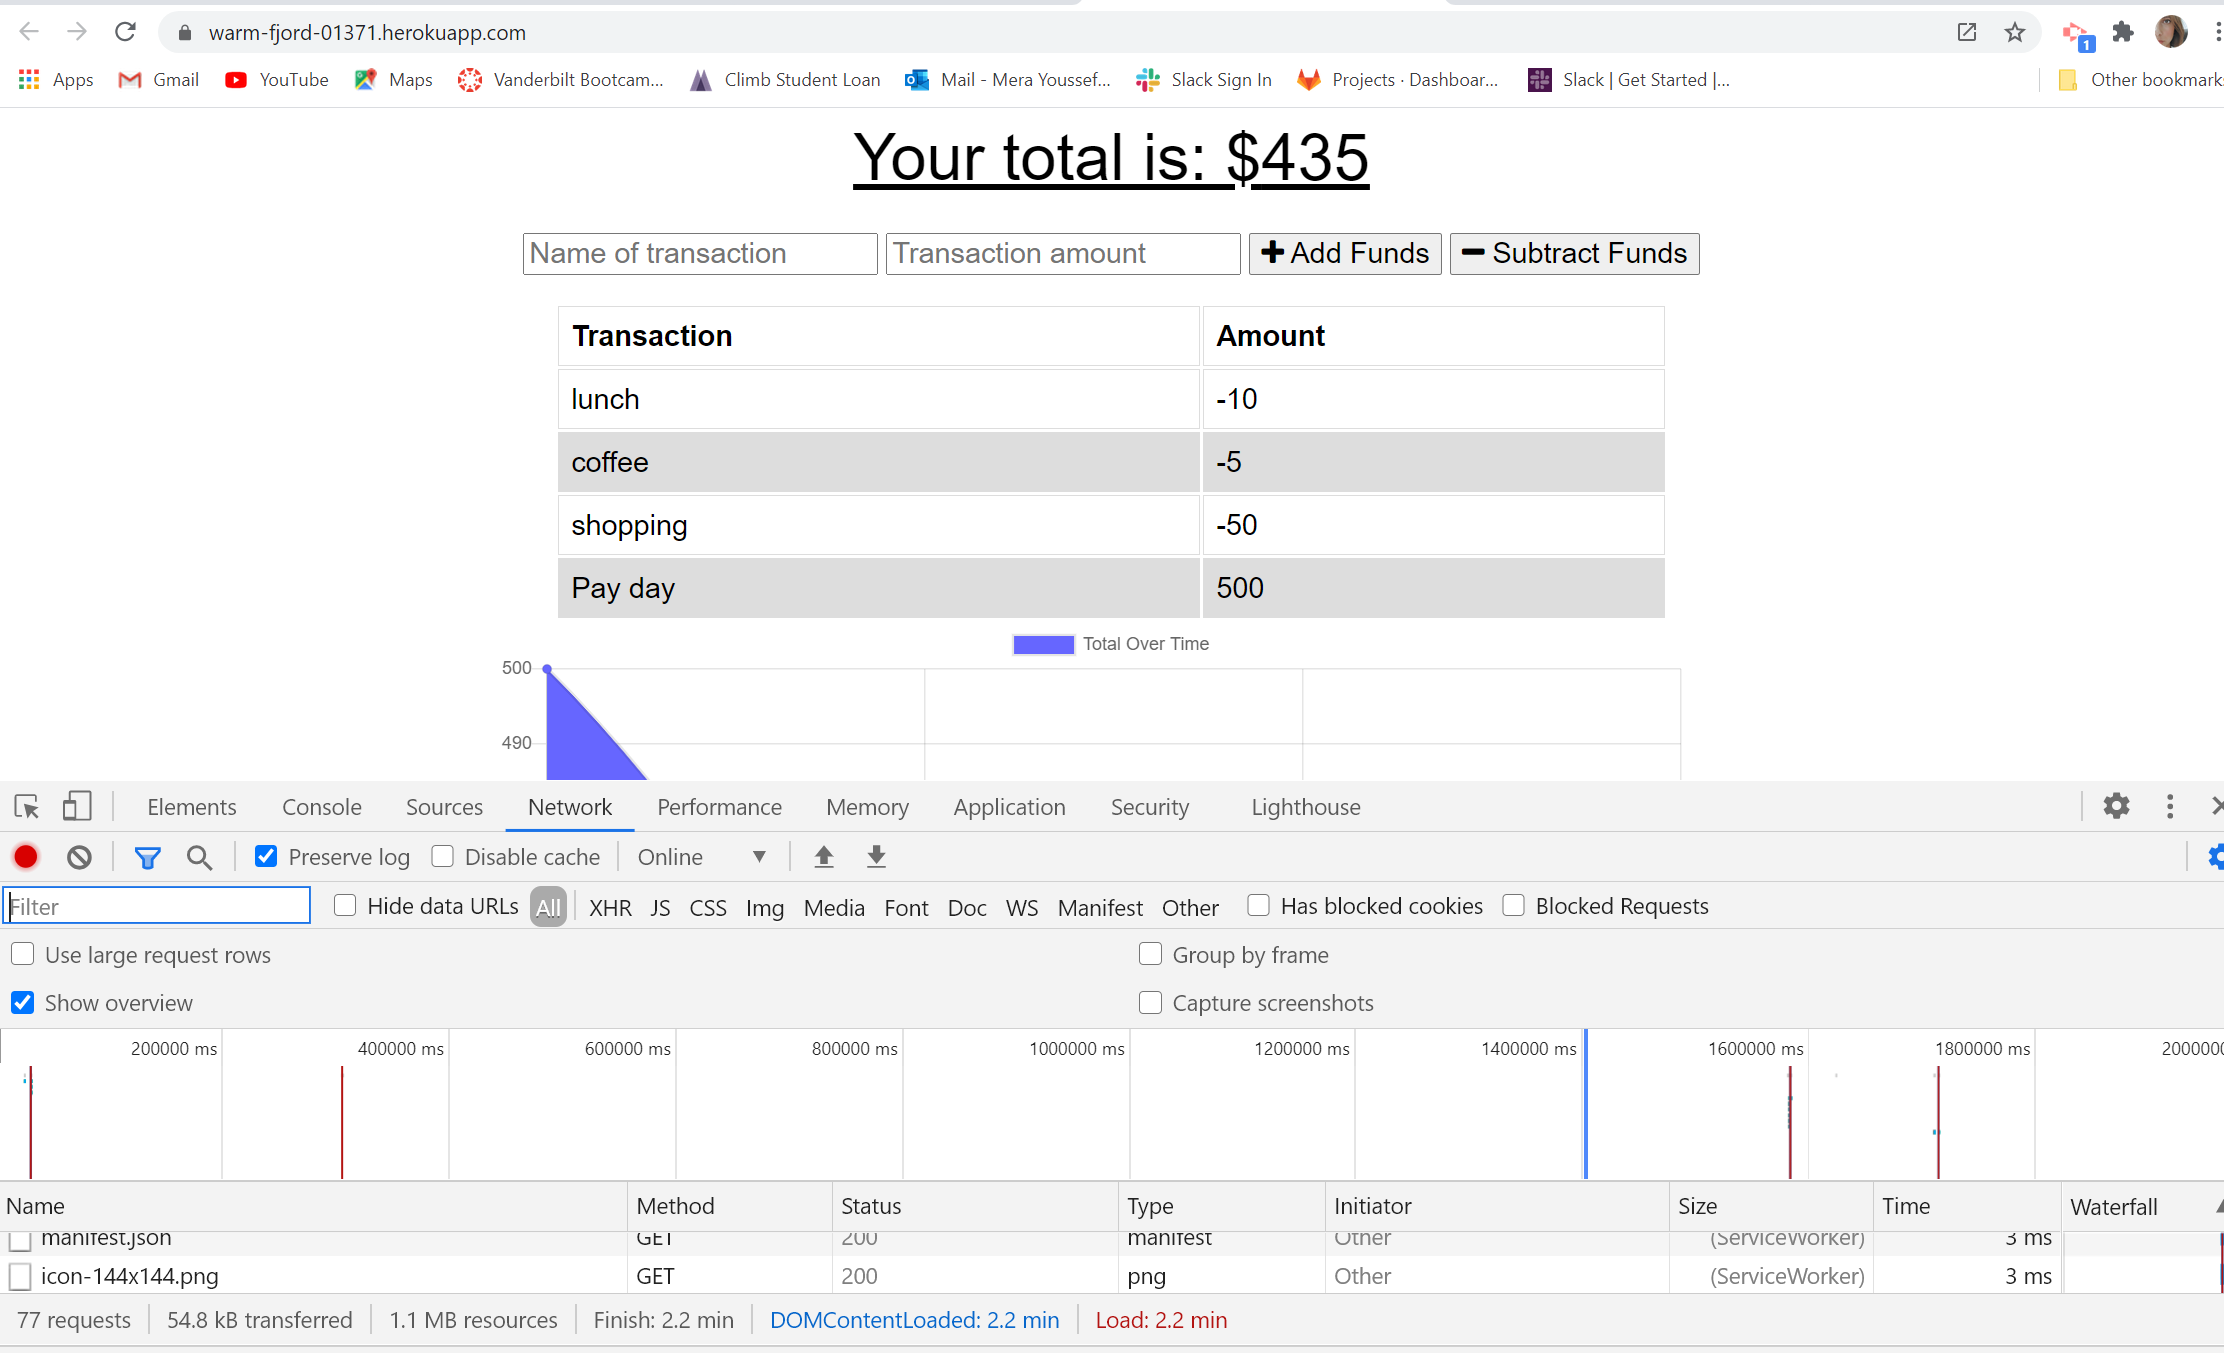 warm-fjord-01371.herokuapp.com
1
Apps Gmail YouTube Maps Vanderbilt Bootcam... Climb Student Loan Mail - Mera Youssef... Slack Sign In Projects · Dashboar... Slack | Get Started |... Other bookmark
Your total is: $435
Name of transaction Transaction amount Add Funds Subtract Funds
Transaction Amount
lunch -10
coffee -5
shopping -50
Pay day 500
Total Over Time
500
490
Elements Console Sources Network Performance Memory Application Security Lighthouse
Preserve log Disable cache Online
Filter Hide data URLs All XHR JS CSS Img Media Font Doc WS Manifest Other Has blocked cookies Blocked Requests
Use large request rows Group by frame
Show overview Capture screenshots
200000 ms 400000 ms 600000 ms 800000 ms 1000000 ms 1200000 ms 1400000 ms 1600000 ms 1800000 ms 200000
Name Method Status Type Initiator Size Time Waterfall
manifest.json GET 200 manifest Other (ServiceWorker) 3 ms
icon-144x144.png GET 200 png Other (ServiceWorker) 3 ms
77 requests 54.8 kB transferred 1.1 MB resources Finish: 2.2 min DOMContentLoaded: 2.2 min Load: 2.2 min